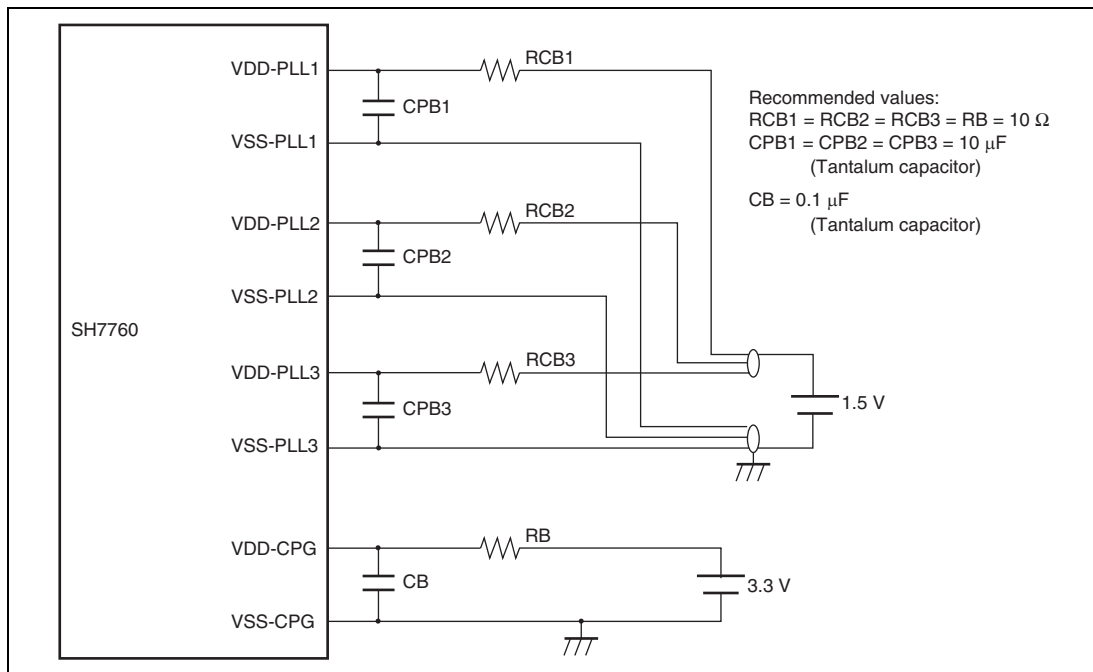 VDD-PLL1
RCB1
CPB1
VSS-PLL1
Recommended values:
RCB1 = RCB2 = RCB3 = RB = 10 Ω
CPB1 = CPB2 = CPB3 = 10 μF
(Tantalum capacitor)
CB = 0.1 μF
(Tantalum capacitor)
VDD-PLL2
RCB2
CPB2
VSS-PLL2
SH7760
VDD-PLL3
RCB3
CPB3
1.5 V
VSS-PLL3
VDD-CPG
RB
CB
3.3 V
VSS-CPG